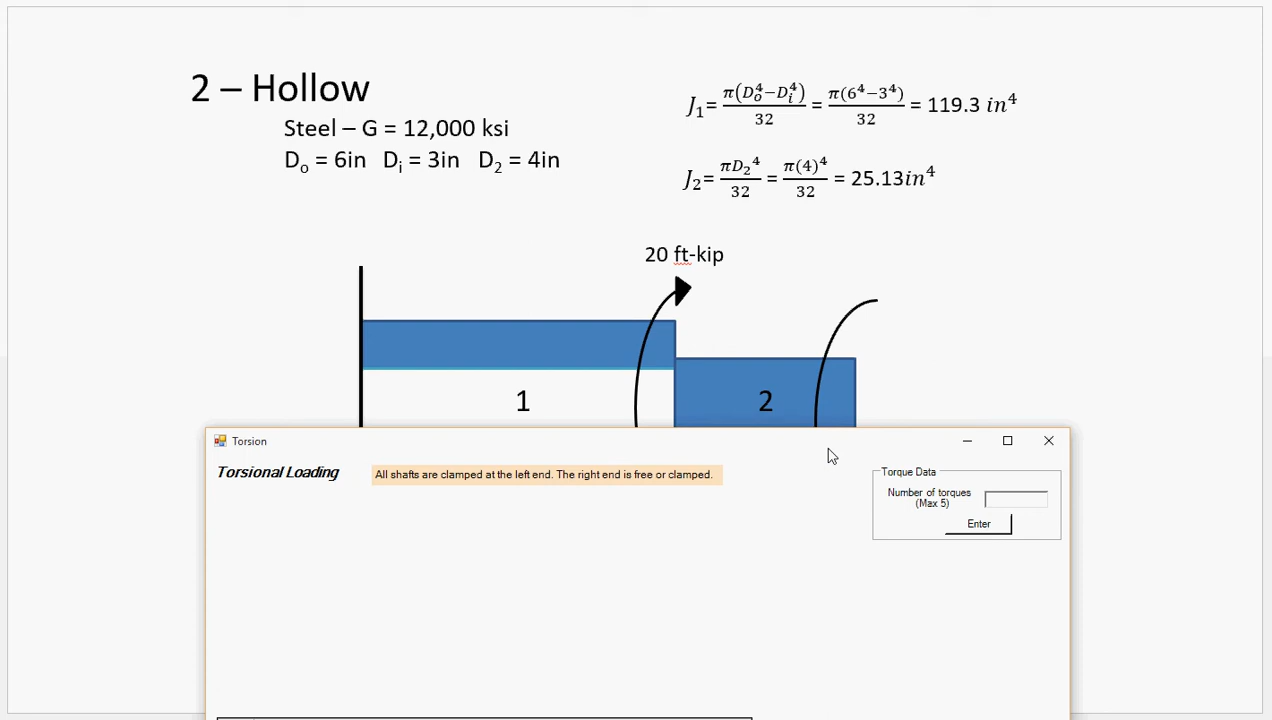 2 – Hollow
Steel – G = 12,000 ksi
Dₒ = 6in Dᵢ = 3in D₂ = 4in
J₁= π(Dₒ⁴−Dᵢ⁴)/32 = π(6⁴−3⁴)/32 = 119.3 in⁴
J₂= πD₂⁴/32 = π(4)⁴/32 = 25.13in⁴
20 ft-kip
1
2
Torsion
Torsional Loading
All shafts are clamped at the left end. The right end is free or clamped.
Torque Data
Number of torques
(Max 5)
Enter